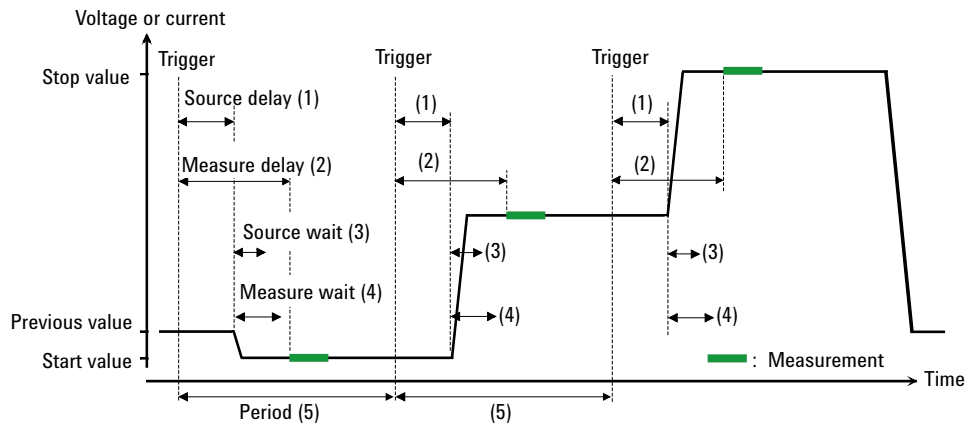 Voltage or current
Trigger Trigger Trigger
Stop value
Source delay (1) (1) (1)
Measure delay (2) (2) (2)
Source wait (3) (3) (3)
Measure wait (4) (4) (4)
Previous value
Start value
: Measurement
Time
Period (5) (5)